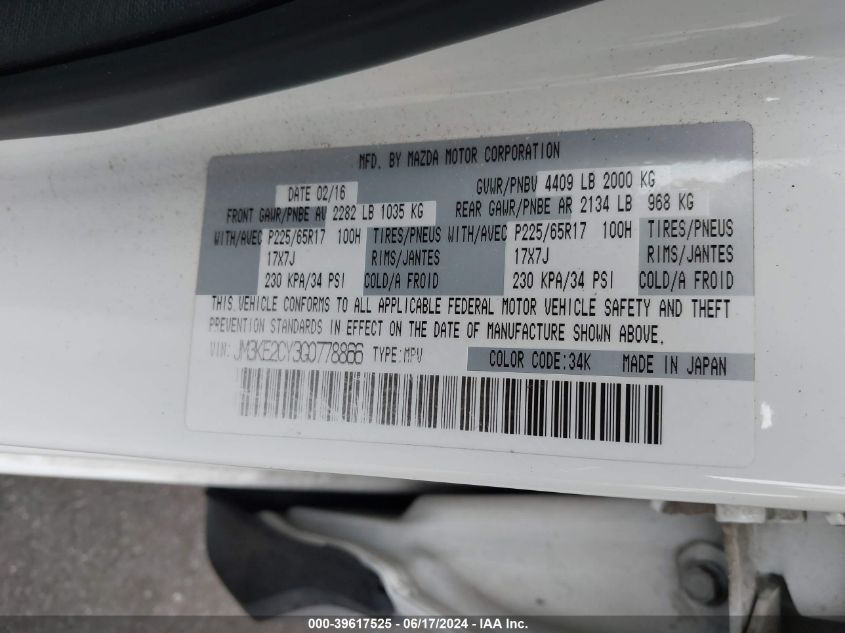 MFD. BY MAZDA MOTOR CORPORATION
DATE 02/16 GVWR/PNBV 4409 LB 2000 KG
FRONT GAWR/PNBE AV 2282 LB 1035 KG REAR GAWR/PNBE AR 2134 LB 968 KG
WITH/AVEC P225/65R17 100H TIRES/PNEUS WITH/AVEC P225/65R17 100H TIRES/PNEUS
17X7J RIMS/JANTES 17X7J RIMS/JANTES
230 KPA/34 PSI COLD/A FROID 230 KPA/34 PSI COLD/A FROID
THIS VEHICLE CONFORMS TO ALL APPLICABLE FEDERAL MOTOR VEHICLE SAFETY AND THEFT
PREVENTION STANDARDS IN EFFECT ON THE DATE OF MANUFACTURE SHOWN ABOVE.
VIN: JM3KE2CY3G0778866 TYPE:MPV COLOR CODE:34K MADE IN JAPAN
000-39617525 - 06/17/2024 - IAA Inc.